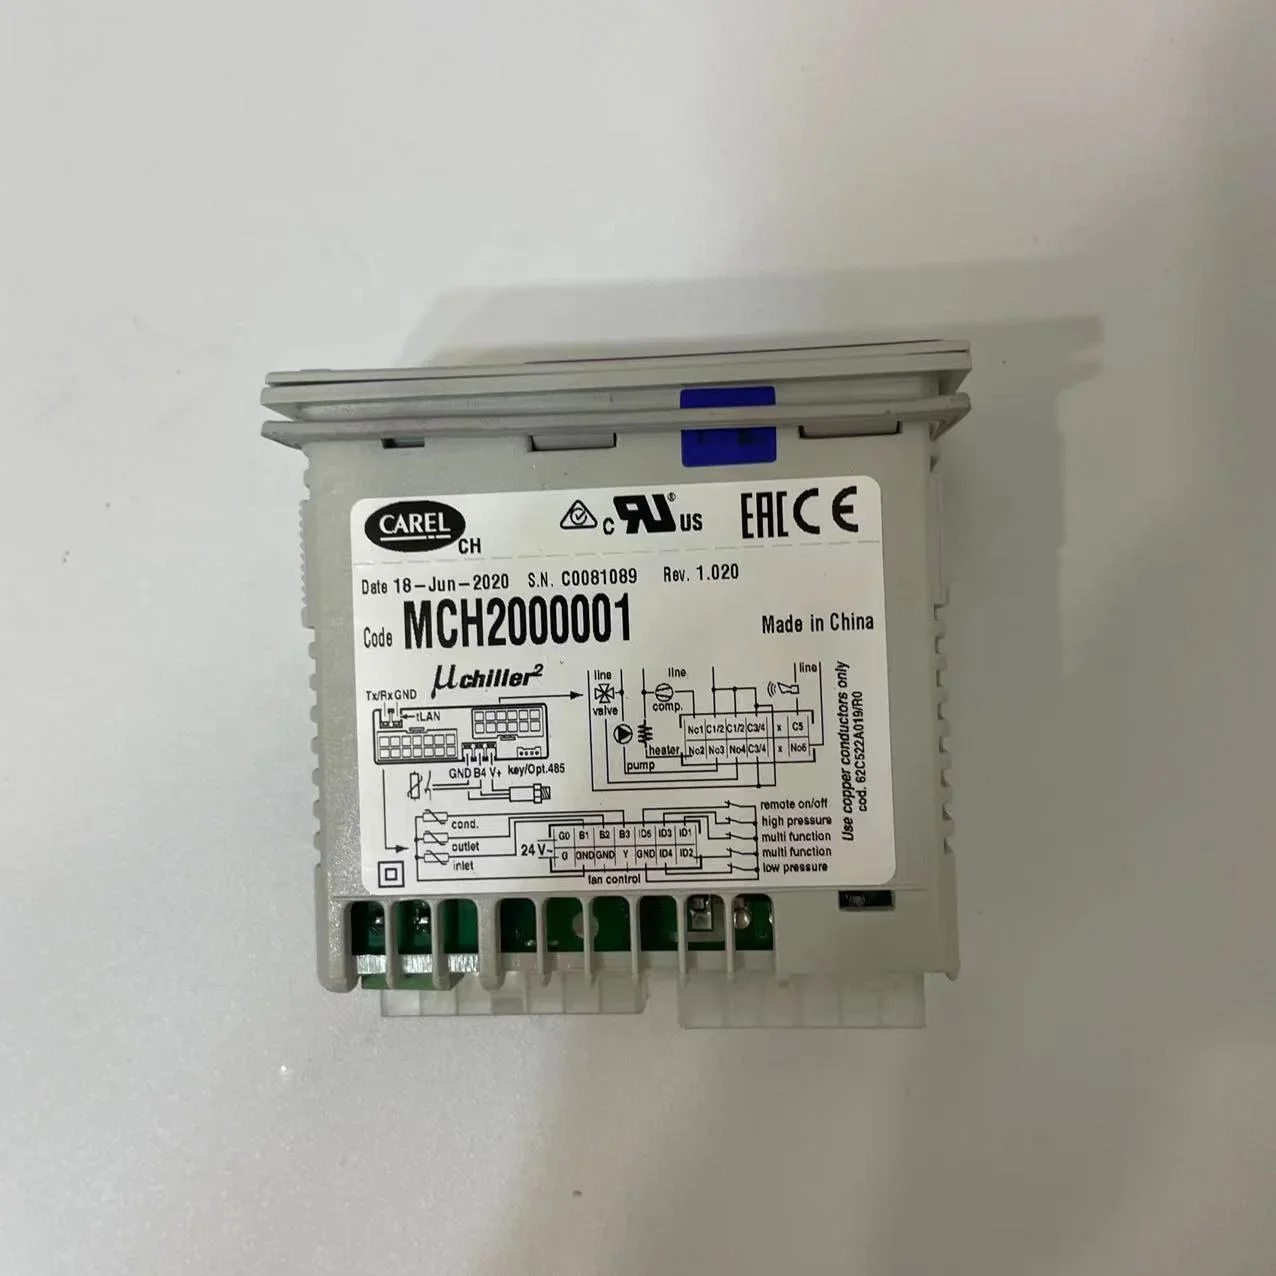 CAREL CH
C RU ® US EAC CE
Date 18-Jun-2020 S.N. C0081089 Rev. 1.020
Code MCH2000001 Made in China
µchiller²
Tx/Rx GND
tLAN
GND B4 V+ key/Opt.485
line line line
valve comp.
heater
pump
No1 C1/2 C1/2 C3/4 x C5
No2 No3 No4 C3/4 x No5
Use copper conductors only
cod. 62C522A019/R0
cond.
outlet
inlet
24 V~
G0 B1 B2 B3 ID5 ID3 ID1
G GND GND Y GND ID4 ID2
fan control
remote on/off
high pressure
multi function
multi function
low pressure